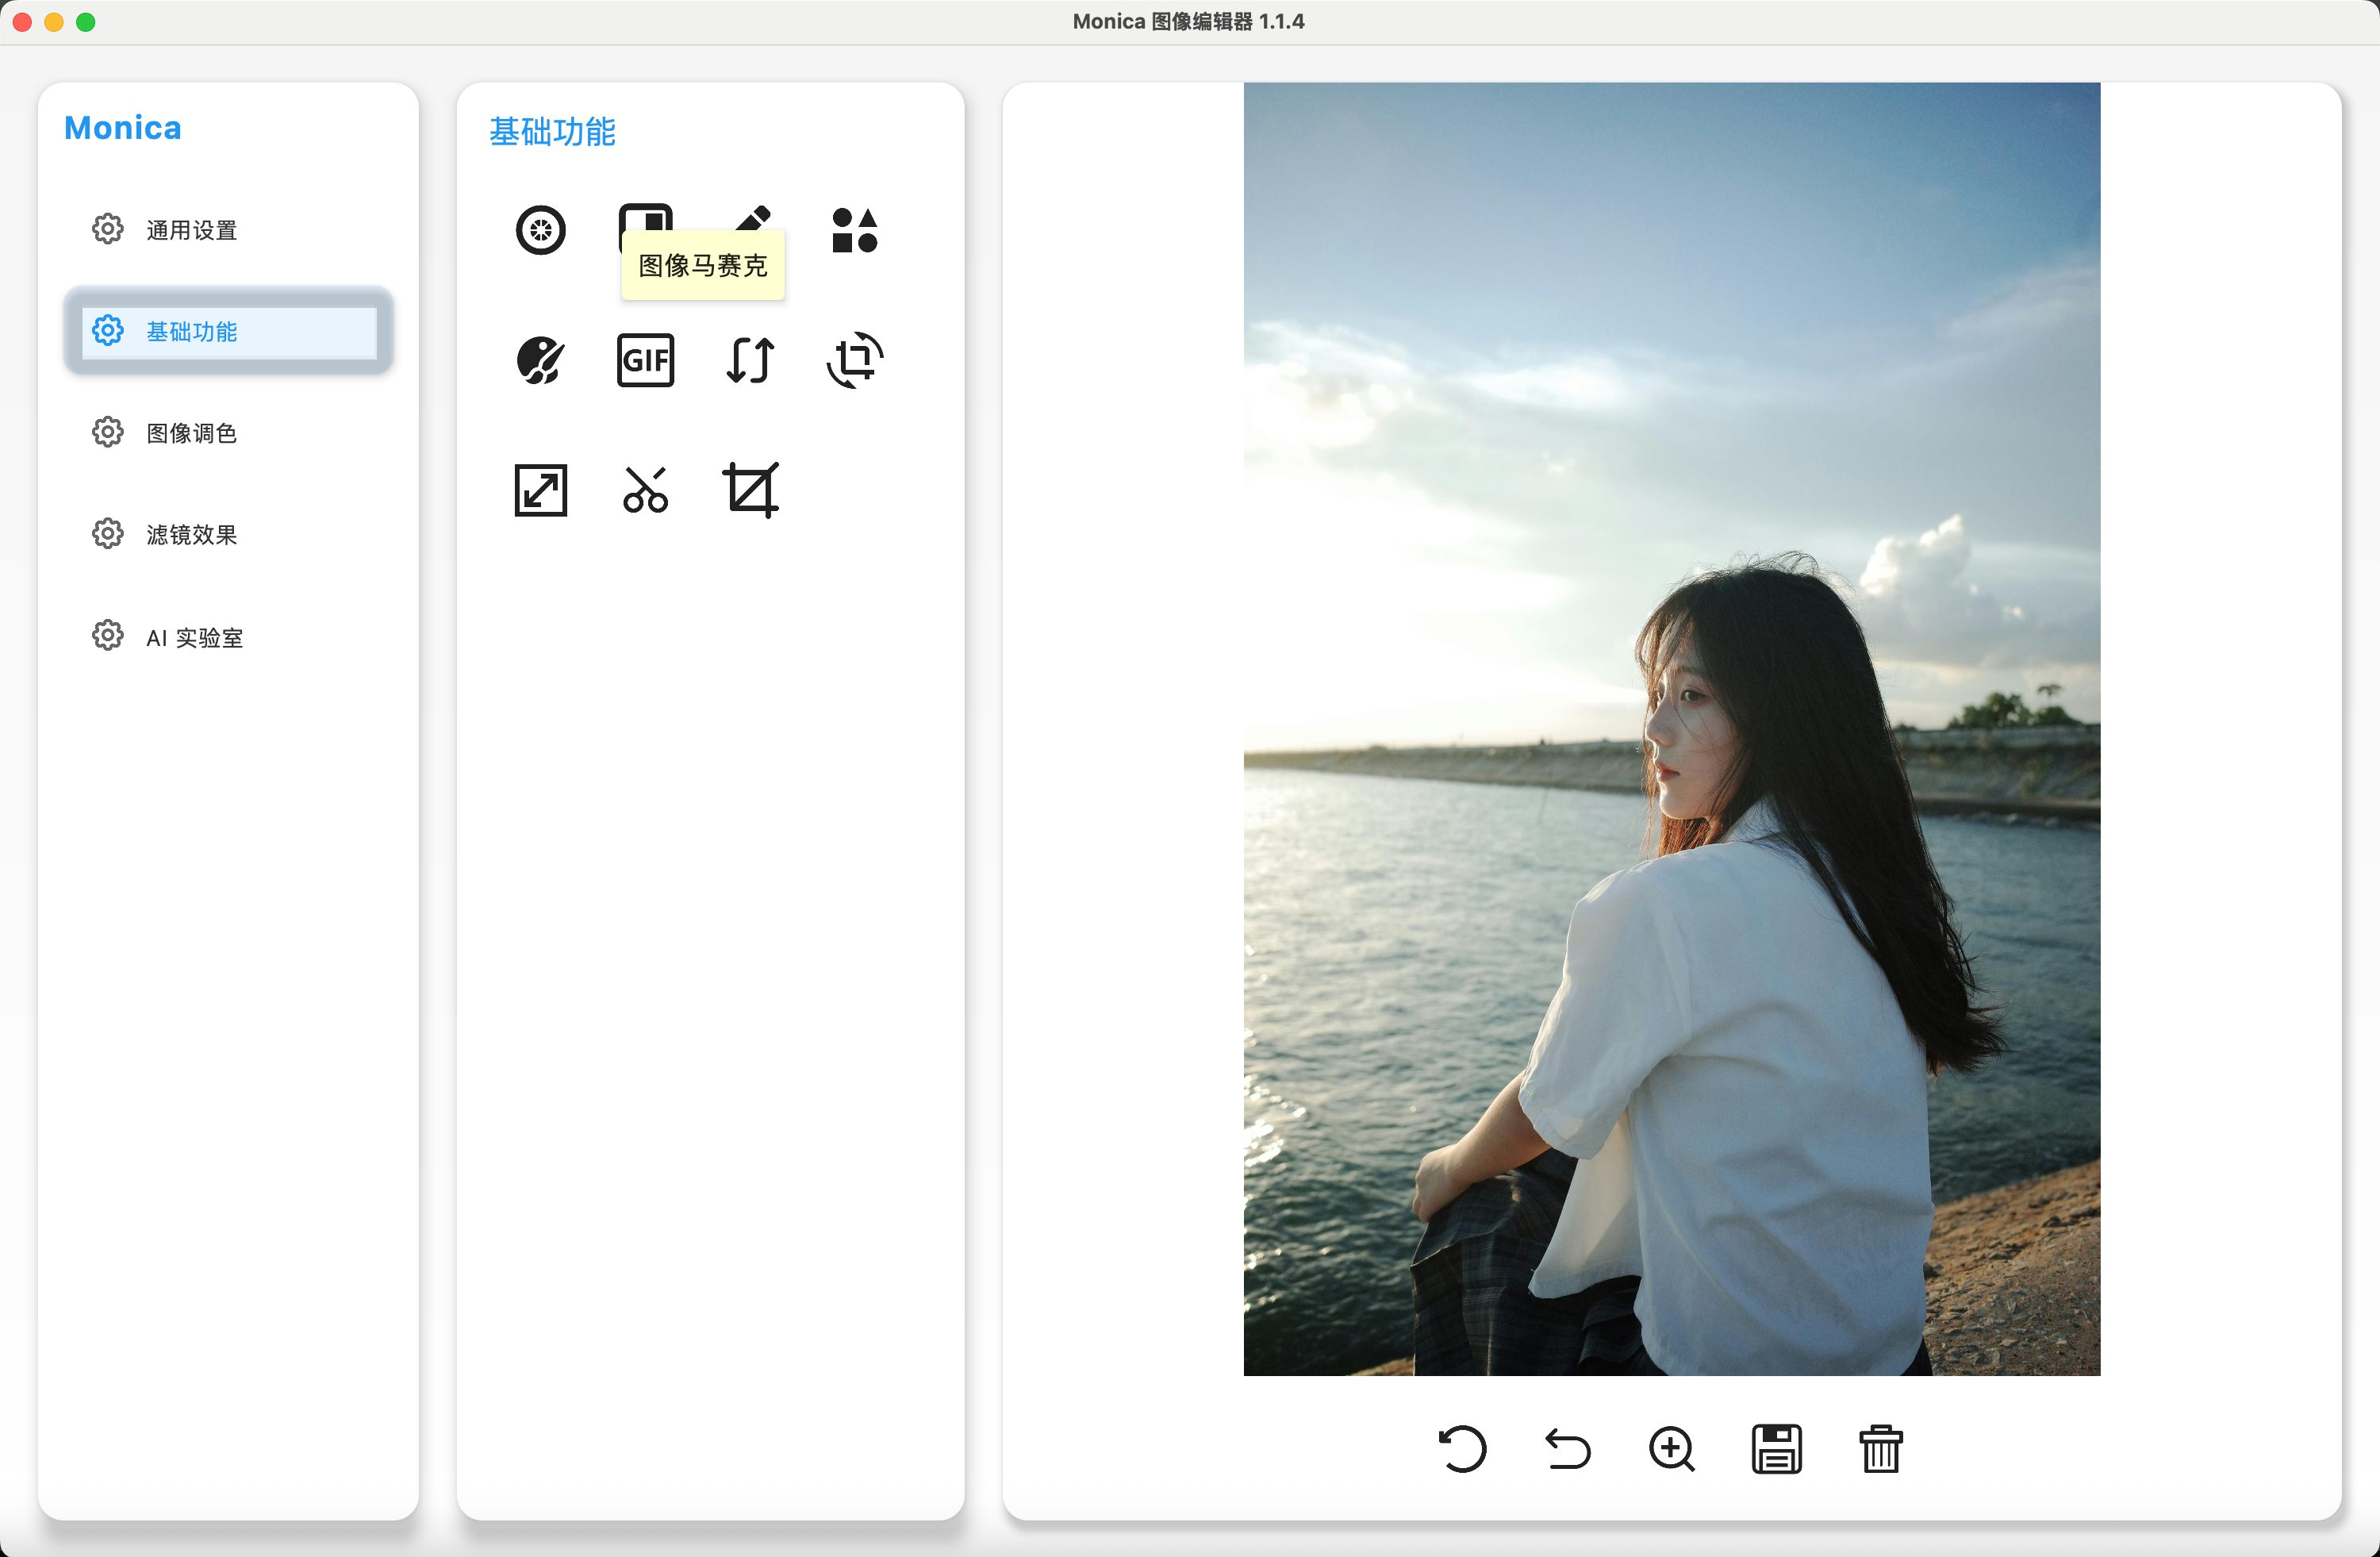 Monica 图像编辑器 1.1.4
Monica
通用设置
基础功能
图像调色
滤镜效果
AI 实验室
基础功能
图像马赛克
GIF